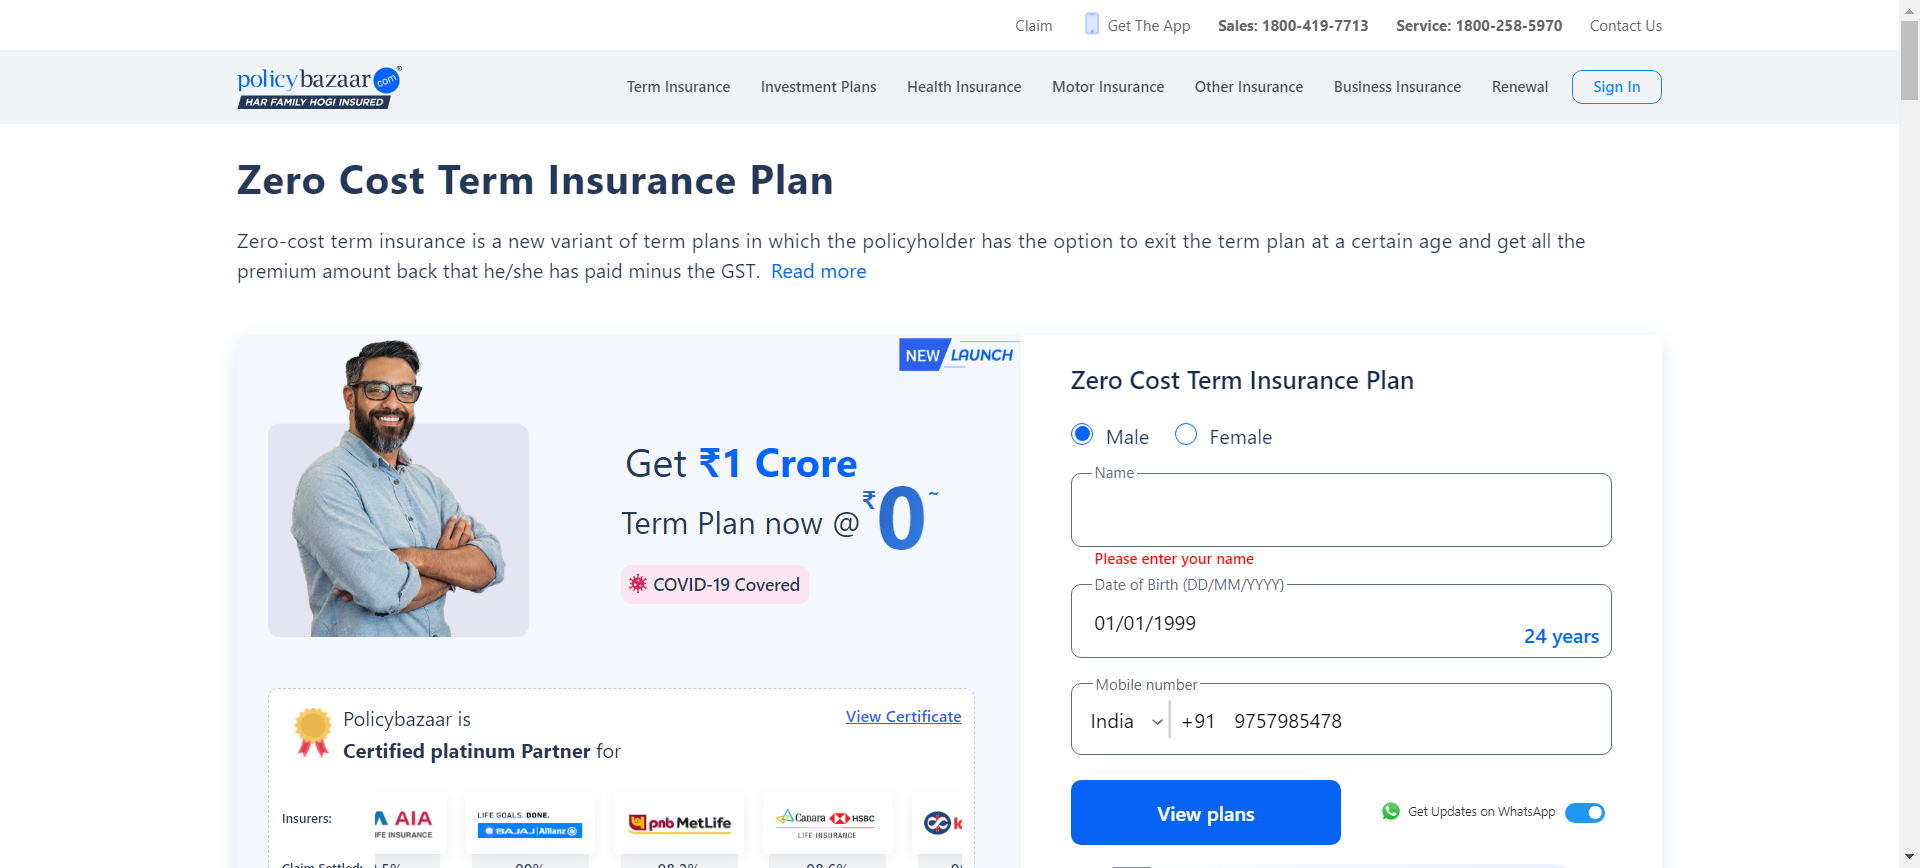 Claim Get The App Sales: 1800-419-7713 Service: 1800-258-5970 Contact Us
policybazaar com ®
HAR FAMILY HOGI INSURED
Term Insurance Investment Plans Health Insurance Motor Insurance Other Insurance Business Insurance Renewal Sign In
Zero Cost Term Insurance Plan
Zero-cost term insurance is a new variant of term plans in which the policyholder has the option to exit the term plan at a certain age and get all the
premium amount back that he/she has paid minus the GST. Read more
NEW LAUNCH
Get ₹1 Crore
Term Plan now @ ₹0~
COVID-19 Covered
Policybazaar is
Certified platinum Partner for
View Certificate
Insurers:
AIA
IFE INSURANCE
LIFE GOALS. DONE.
BAJAJ Allianz
pnb MetLife
Canara HSBC
LIFE INSURANCE
Zero Cost Term Insurance Plan
Male Female
Name
Please enter your name
Date of Birth (DD/MM/YYYY)
01/01/1999
24 years
Mobile number
India +91 9757985478
View plans
Get Updates on WhatsApp